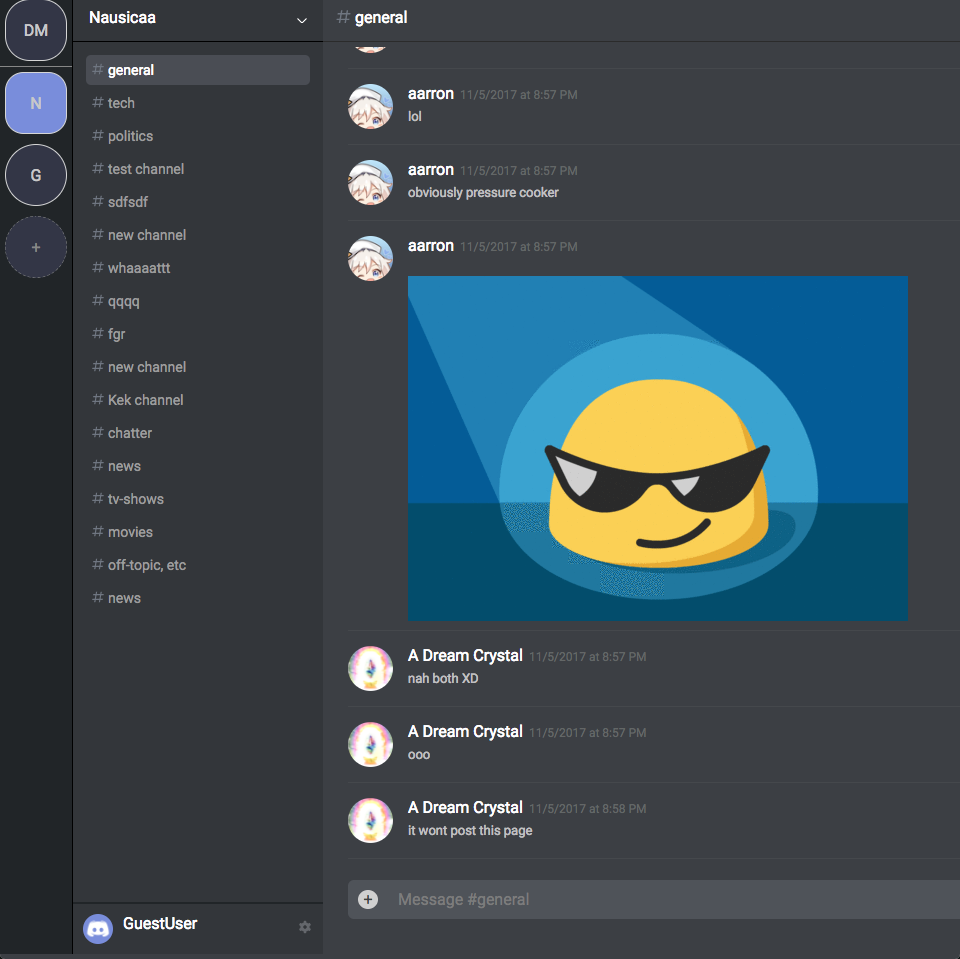 DM
N
G
+
Nausicaa
# general
# tech
# politics
# test channel
# sdfsdf
# new channel
# whaaaattt
# qqqq
# fgr
# new channel
# Kek channel
# chatter
# news
# tv-shows
# movies
# off-topic, etc
# news
GuestUser
# general
aarron 11/5/2017 at 8:57 PM
lol
aarron 11/5/2017 at 8:57 PM
obviously pressure cooker
aarron 11/5/2017 at 8:57 PM
A Dream Crystal 11/5/2017 at 8:57 PM
nah both XD
A Dream Crystal 11/5/2017 at 8:57 PM
ooo
A Dream Crystal 11/5/2017 at 8:58 PM
it wont post this page
+ Message #general